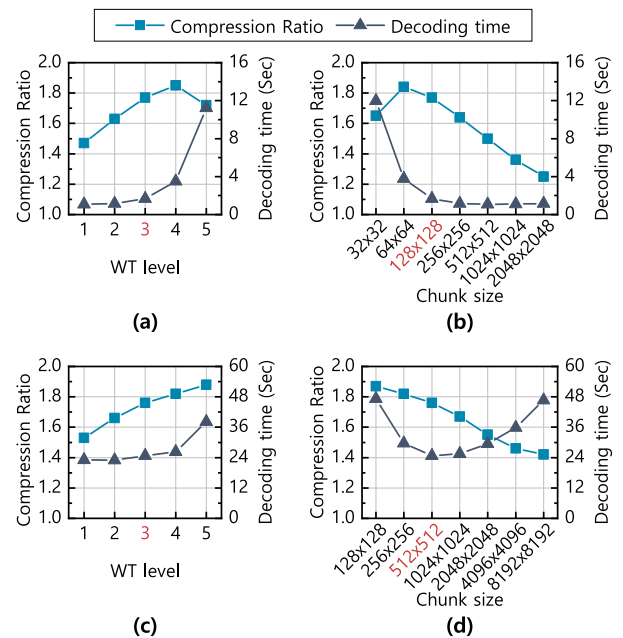 Compression Ratio Decoding time
Compression Ratio
2.0
1.8
1.6
1.4
1.2
1.0
16
12
8
4
0
Decoding time (Sec)
1 2 3 4 5
WT level
(a)
Compression Ratio
2.0
1.8
1.6
1.4
1.2
1.0
16
12
8
4
0
Decoding time (Sec)
32x32
64x64
128x128
256x256
512x512
1024x1024
2048x2048
Chunk size
(b)
Compression Ratio
2.0
1.8
1.6
1.4
1.2
1.0
60
48
36
24
12
0
Decoding time (Sec)
1 2 3 4 5
WT level
(c)
Compression Ratio
2.0
1.8
1.6
1.4
1.2
1.0
60
48
36
24
12
0
Decoding time (Sec)
128x128
256x256
512x512
1024x1024
2048x2048
4096x4096
8192x8192
Chunk size
(d)